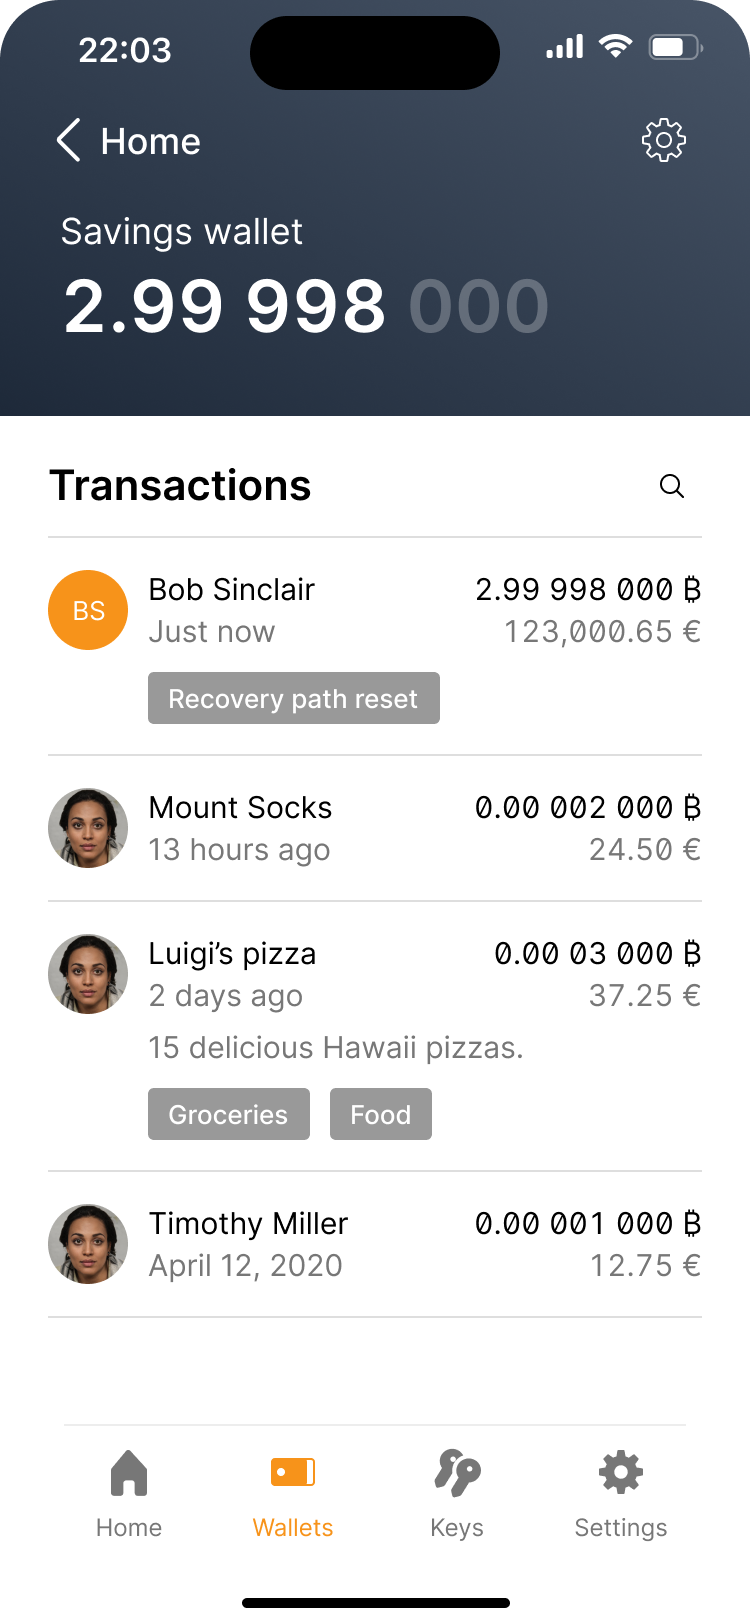 22:03
Home
Savings wallet
2.99 998 000
Transactions
BS
Bob Sinclair
2.99 998 000 ₿
Just now
123,000.65 €
Recovery path reset
Mount Socks
0.00 002 000 ₿
13 hours ago
24.50 €
Luigi’s pizza
0.00 03 000 ₿
2 days ago
37.25 €
15 delicious Hawaii pizzas.
Groceries Food
Timothy Miller
0.00 001 000 ₿
April 12, 2020
12.75 €
Home Wallets Keys Settings